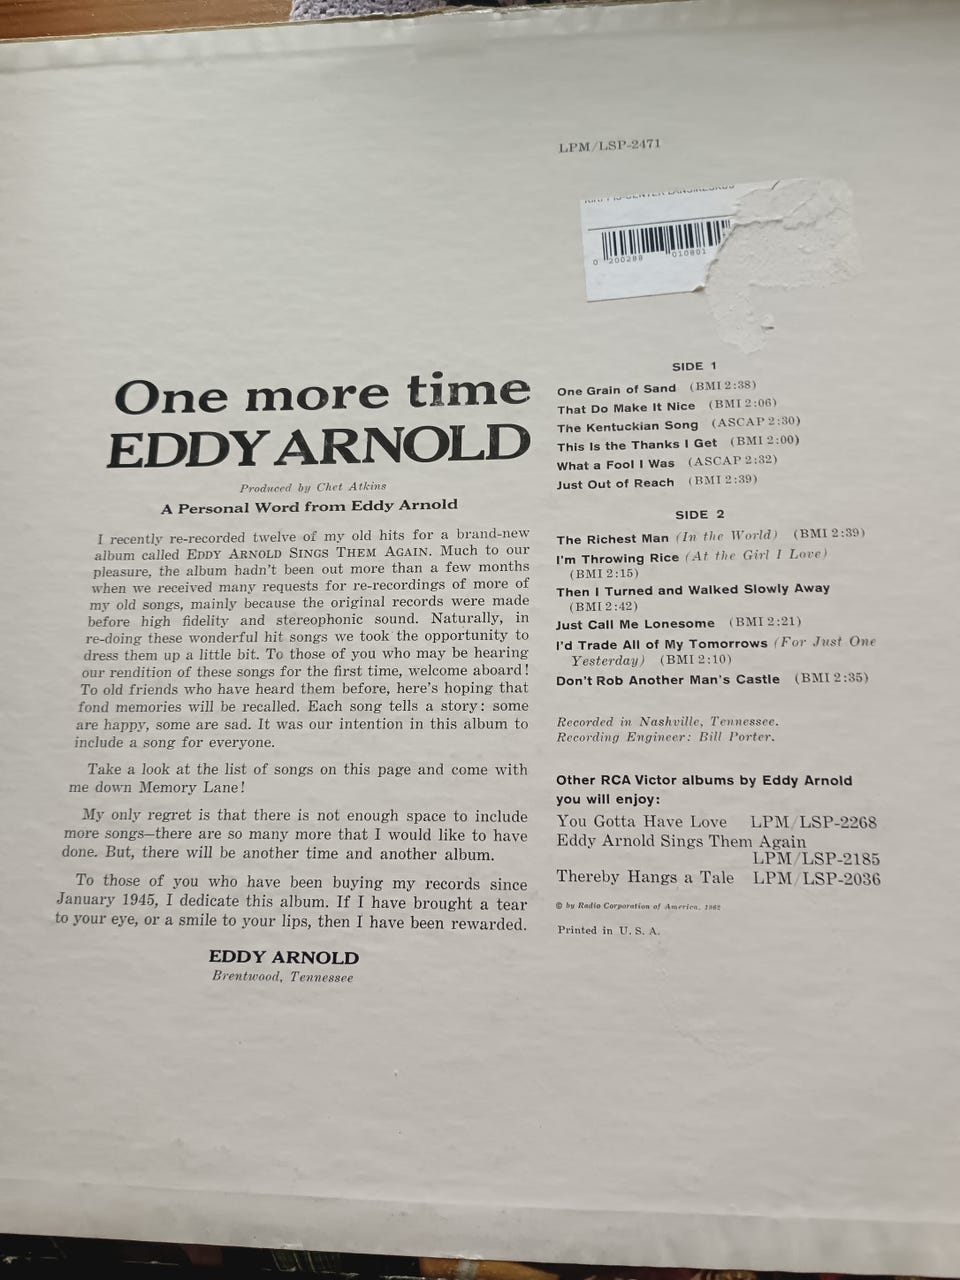 LPM/LSP-2471
0 200288 010801
One more time
EDDY ARNOLD
Produced by Chet Atkins
A Personal Word from Eddy Arnold
I recently re-recorded twelve of my old hits for a brand-new
album called EDDY ARNOLD SINGS THEM AGAIN. Much to our
pleasure, the album hadn't been out more than a few months
when we received many requests for re-recordings of more of
my old songs, mainly because the original records were made
before high fidelity and stereophonic sound. Naturally, in
re-doing these wonderful hit songs we took the opportunity to
dress them up a little bit. To those of you who may be hearing
our rendition of these songs for the first time, welcome aboard!
To old friends who have heard them before, here's hoping that
fond memories will be recalled. Each song tells a story: some
are happy, some are sad. It was our intention in this album to
include a song for everyone.
Take a look at the list of songs on this page and come with
me down Memory Lane!
My only regret is that there is not enough space to include
more songs—there are so many more that I would like to have
done. But, there will be another time and another album.
To those of you who have been buying my records since
January 1945, I dedicate this album. If I have brought a tear
to your eye, or a smile to your lips, then I have been rewarded.
EDDY ARNOLD
Brentwood, Tennessee
SIDE 1
One Grain of Sand (BMI 2:38)
That Do Make It Nice (BMI 2:06)
The Kentuckian Song (ASCAP 2:30)
This Is the Thanks I Get (BMI 2:00)
What a Fool I Was (ASCAP 2:32)
Just Out of Reach (BMI 2:39)
SIDE 2
The Richest Man (In the World) (BMI 2:39)
I'm Throwing Rice (At the Girl I Love)
(BMI 2:15)
Then I Turned and Walked Slowly Away
(BMI 2:42)
Just Call Me Lonesome (BMI 2:21)
I'd Trade All of My Tomorrows (For Just One
Yesterday) (BMI 2:10)
Don't Rob Another Man's Castle (BMI 2:35)
Recorded in Nashville, Tennessee.
Recording Engineer: Bill Porter.
Other RCA Victor albums by Eddy Arnold
you will enjoy:
You Gotta Have Love LPM/LSP-2268
Eddy Arnold Sings Them Again
LPM/LSP-2185
Thereby Hangs a Tale LPM/LSP-2036
© by Radio Corporation of America, 1962
Printed in U. S. A.